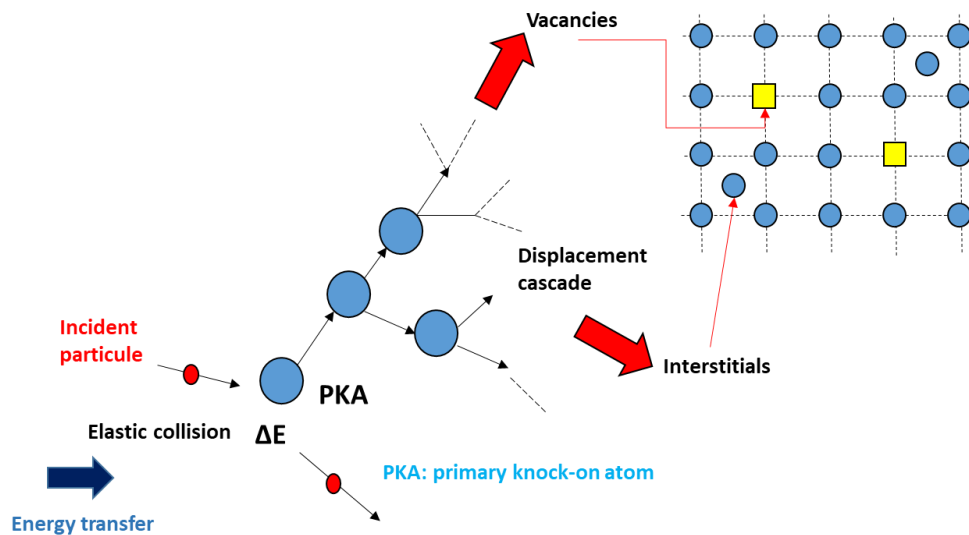 Vacancies
Displacement
cascade
Incident
particule
PKA
Interstitials
Elastic collision
ΔE
PKA: primary knock-on atom
Energy transfer